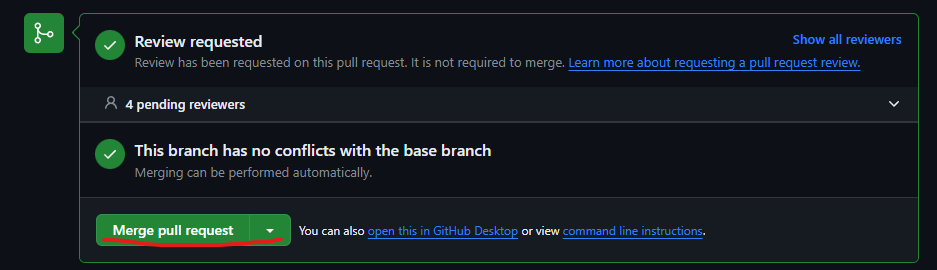 Review requested
Show all reviewers
Review has been requested on this pull request. It is not required to merge. Learn more about requesting a pull request review.
4 pending reviewers
This branch has no conflicts with the base branch
Merging can be performed automatically.
Merge pull request
You can also open this in GitHub Desktop or view command line instructions.